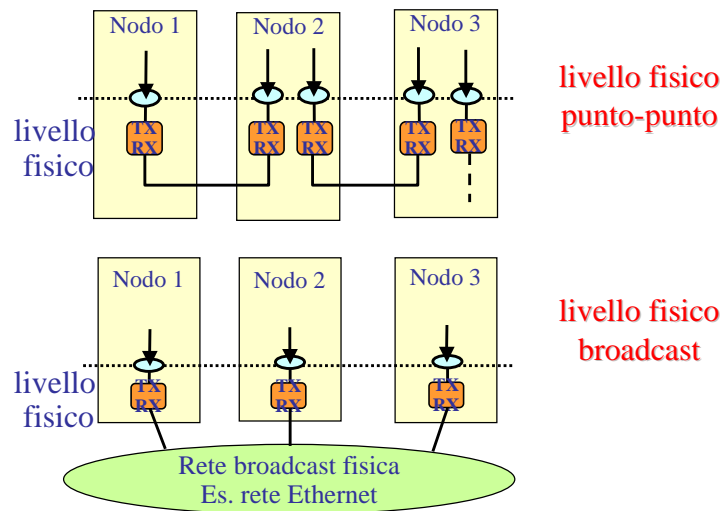 Nodo 1
Nodo 2
Nodo 3
livello fisico
punto-punto
livello
fisico
TX
RX
TX
RX
TX
RX
TX
RX
TX
RX
Nodo 1
Nodo 2
Nodo 3
livello fisico
broadcast
livello
fisico
TX
RX
TX
RX
TX
RX
Rete broadcast fisica
Es. rete Ethernet